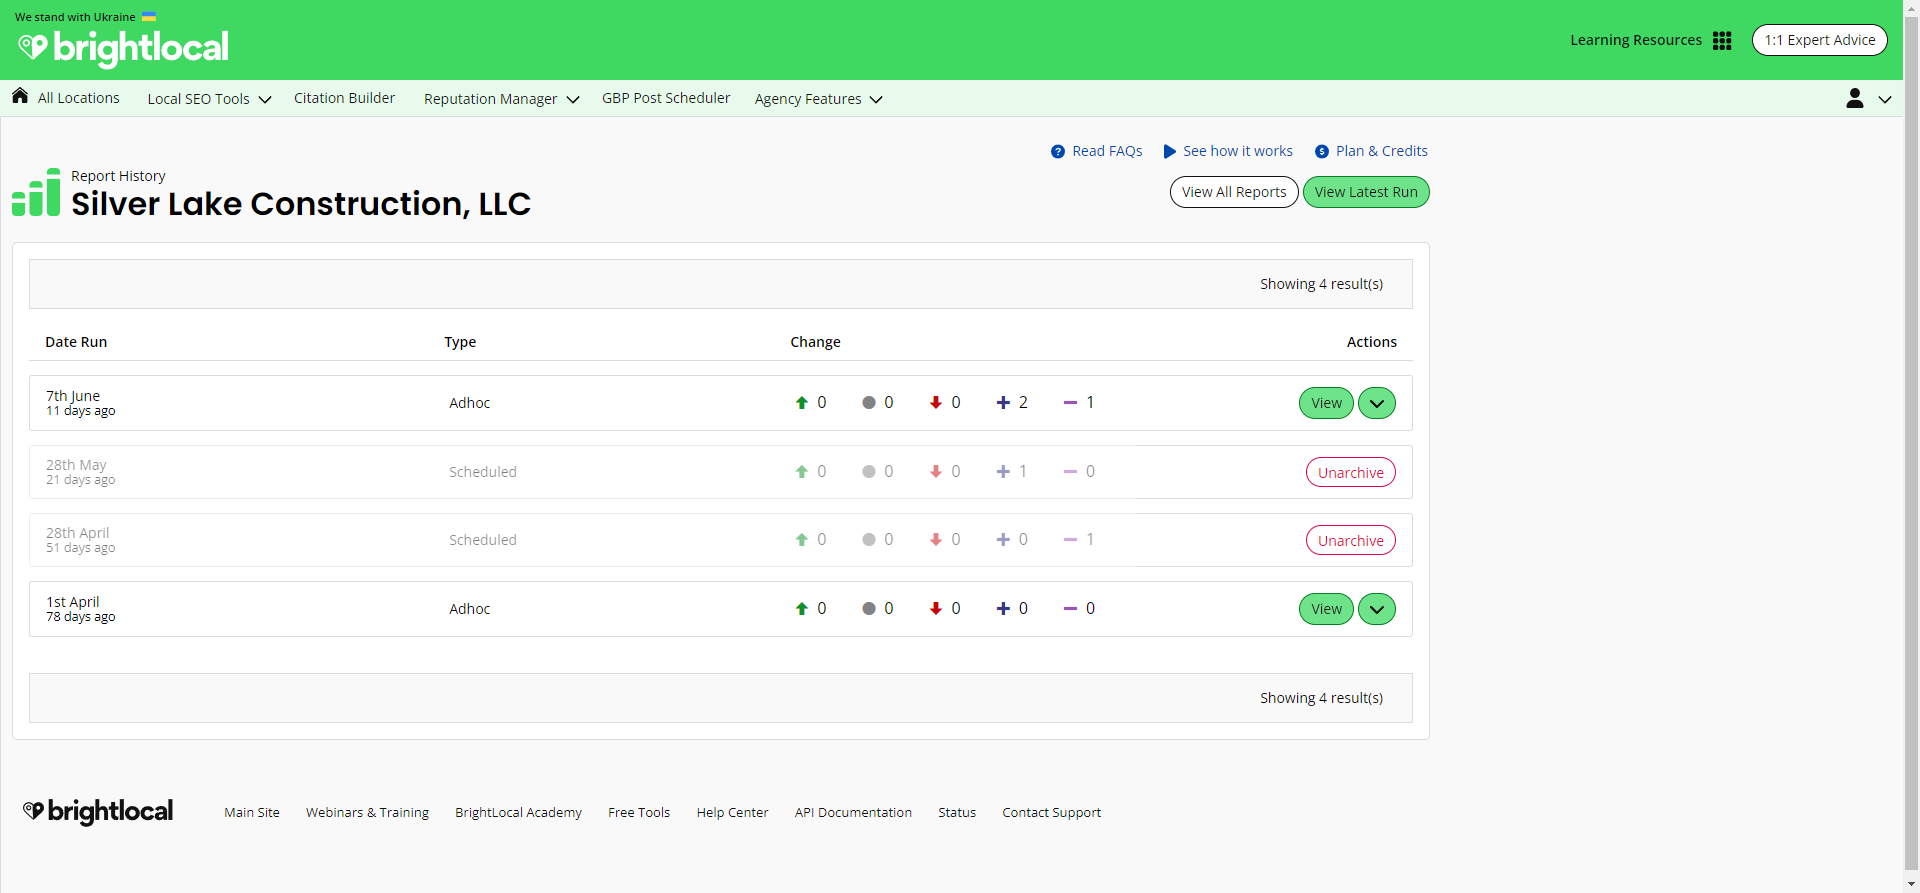 We stand with Ukraine
brightlocal
Learning Resources
1:1 Expert Advice
All Locations
Local SEO Tools
Citation Builder
Reputation Manager
GBP Post Scheduler
Agency Features
Read FAQs
See how it works
Plan & Credits
Report History
Silver Lake Construction, LLC
View All Reports
View Latest Run
Showing 4 result(s)
Date Run Type Change Actions
7th June
11 days ago
Adhoc 0 0 0 2 1 View
28th May
21 days ago
Scheduled 0 0 0 1 0 Unarchive
28th April
51 days ago
Scheduled 0 0 0 0 1 Unarchive
1st April
78 days ago
Adhoc 0 0 0 0 0 View
Showing 4 result(s)
brightlocal
Main Site Webinars & Training BrightLocal Academy Free Tools Help Center API Documentation Status Contact Support